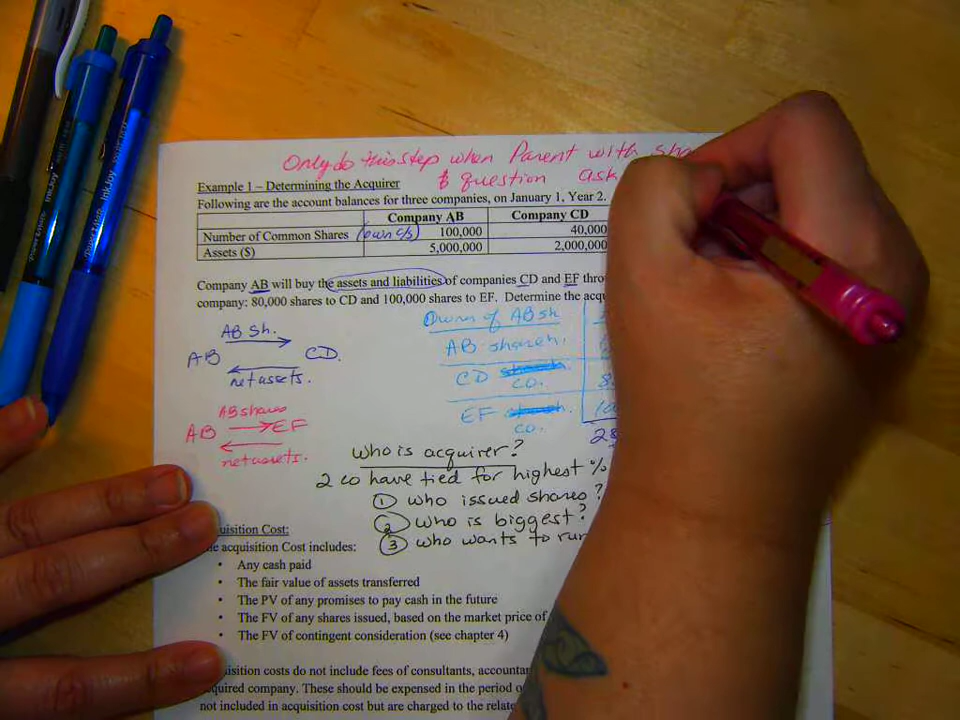 Only do this step when Parent with sha
& question ask
Example 1 – Determining the Acquirer
Following are the account balances for three companies, on January 1, Year 2.
Company AB Company CD
Number of Common Shares (own c/s) 100,000 40,000
Assets ($) 5,000,000 2,000,000
Company AB will buy the assets and liabilities of companies CD and EF thro
company: 80,000 shares to CD and 100,000 shares to EF. Determine the acqu
Owner of AB sh
AB shareh.
CD
co.
EF
co.
AB sh.
AB CD.
net assets.
AB shares
AB EF
net assets.
8
10
28
who is acquirer?
2 co have tied for highest %
① who issued shares?
② who is biggest?
③ who wants to run
uisition Cost:
e acquisition Cost includes:
• Any cash paid
• The fair value of assets transferred
• The PV of any promises to pay cash in the future
• The FV of any shares issued, based on the market price of
• The FV of contingent consideration (see chapter 4)
uisition costs do not include fees of consultants, accountan
quired company. These should be expensed in the period o
not included in acquisition cost but are charged to the relate
InkJoy
InkJoy